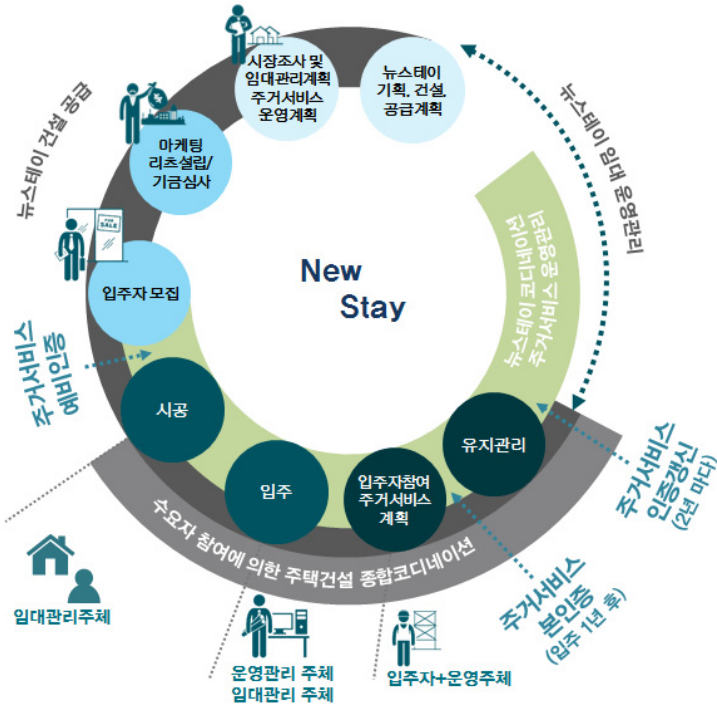 시장조사 및
임대관리계획
주거서비스
운영계획
뉴스테이
기획, 건설,
공급계획
마케팅
리츠설립/
기금심사
뉴스테이 건설 공급
뉴스테이 임대 운영관리
FOR
SALE
입주자 모집
New
Stay
뉴스테이 코디네이션
주거서비스 운영관리
주거서비스
예비인증
시공
입주
입주자참여
주거서비스
계획
유지관리
수요자 참여에 의한 주택건설 종합코디네이션
주거서비스
인증갱신
(2년 마다)
주거서비스
본인증
(입주 1년 후)
임대관리주체
운영관리 주체
임대관리 주체
입주자+운영주체